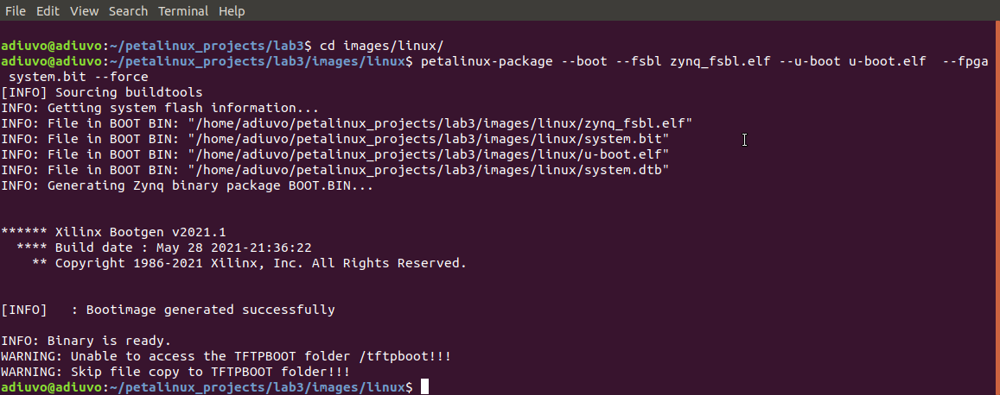 File Edit View Search Terminal Help
adiuvo@adiuvo:~/petalinux_projects/lab3$ cd images/linux/
adiuvo@adiuvo:~/petalinux_projects/lab3/images/linux$ petalinux-package --boot --fsbl zynq_fsbl.elf --u-boot u-boot.elf  --fpga
 system.bit --force
[INFO] Sourcing buildtools
INFO: Getting system flash information...
INFO: File in BOOT BIN: "/home/adiuvo/petalinux_projects/lab3/images/linux/zynq_fsbl.elf"
INFO: File in BOOT BIN: "/home/adiuvo/petalinux_projects/lab3/images/linux/system.bit"
INFO: File in BOOT BIN: "/home/adiuvo/petalinux_projects/lab3/images/linux/u-boot.elf"
INFO: File in BOOT BIN: "/home/adiuvo/petalinux_projects/lab3/images/linux/system.dtb"
INFO: Generating Zynq binary package BOOT.BIN...
****** Xilinx Bootgen v2021.1
  **** Build date : May 28 2021-21:36:22
    ** Copyright 1986-2021 Xilinx, Inc. All Rights Reserved.
[INFO]   : Bootimage generated successfully
INFO: Binary is ready.
WARNING: Unable to access the TFTPBOOT folder /tftpboot!!!
WARNING: Skip file copy to TFTPBOOT folder!!!
adiuvo@adiuvo:~/petalinux_projects/lab3/images/linux$